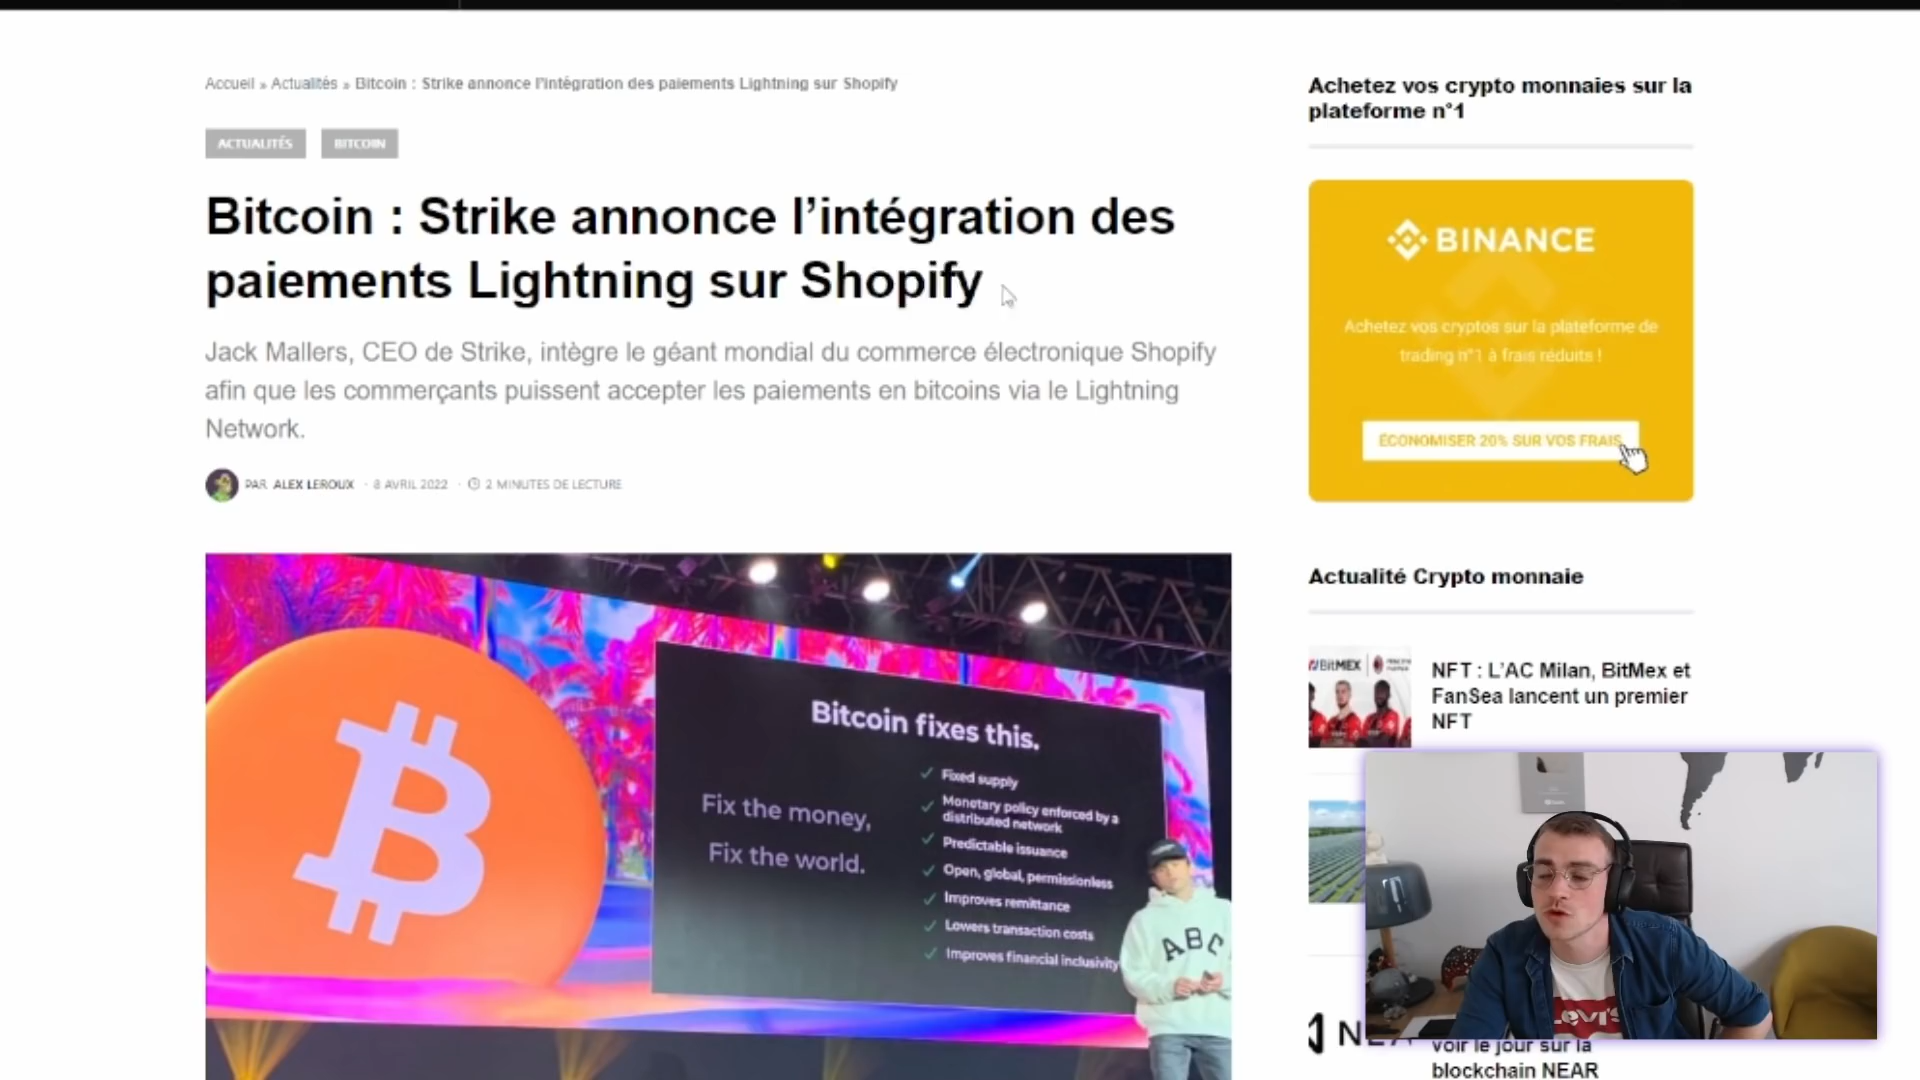 Accueil » Actualités » Bitcoin : Strike annonce l'intégration des paiements Lightning sur Shopify
ACTUALITÉS
BITCOIN
Bitcoin : Strike annonce l’intégration des
paiements Lightning sur Shopify
Jack Mallers, CEO de Strike, intègre le géant mondial du commerce électronique Shopify
afin que les commerçants puissent accepter les paiements en bitcoins via le Lightning
Network.
PAR ALEX LEROUX · 8 AVRIL 2022 · 2 MINUTES DE LECTURE
Bitcoin fixes this.
Fix the money,
Fix the world.
Fixed supply
Monetary policy enforced by a
distributed network
Predictable issuance
Open, global, permissionless
Improves remittance
Lowers transaction costs
Improves financial inclusivity
ABC
Achetez vos crypto monnaies sur la
plateforme n°1
BINANCE
Achetez vos cryptos sur la plateforme de
trading n°1 à frais réduits !
ÉCONOMISER 20% SUR VOS FRAIS
Actualité Crypto monnaie
BitMEX
NFT : L’AC Milan, BitMex et
FanSea lancent un premier
NFT
Levi's
voir le jour sur la
blockchain NEAR